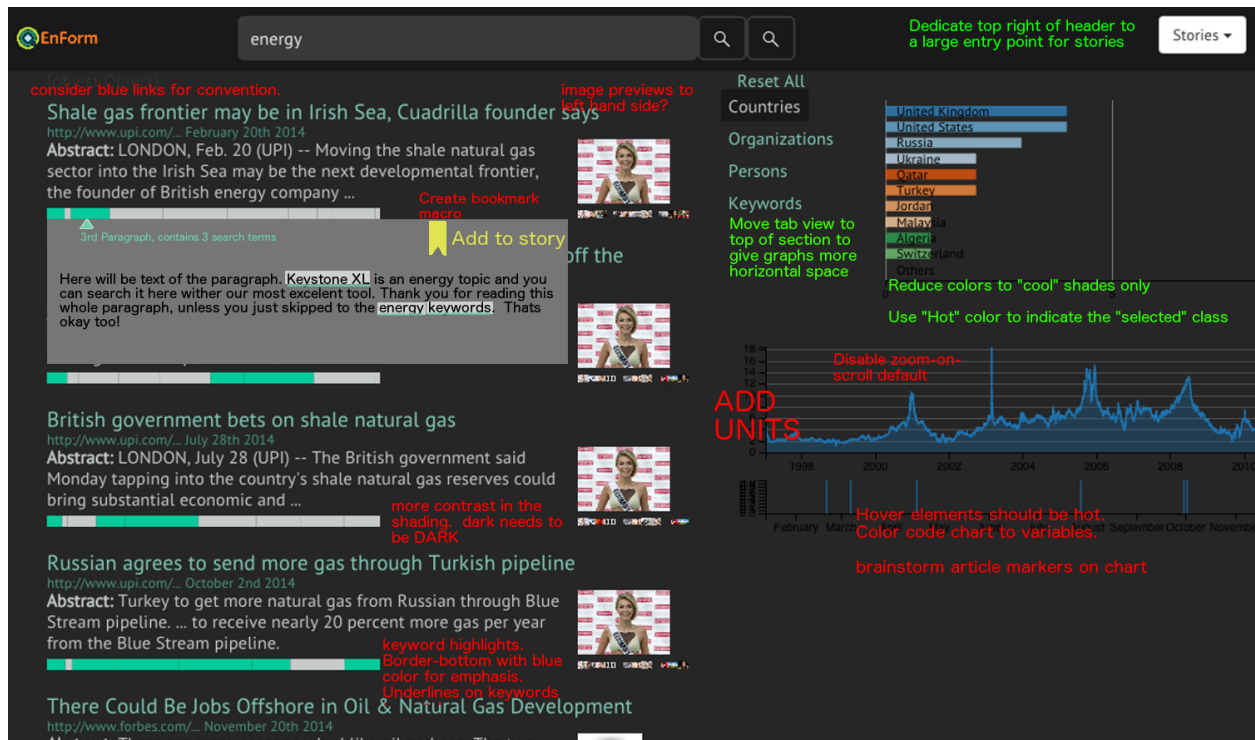 EnForm
energy
Dedicate top right of header to
a large entry point for stories
Stories
[object Object]
consider blue links for convention.
image previews to
left hand side?
Shale gas frontier may be in Irish Sea, Cuadrilla founder says
http://www.upi.com/... February 20th 2014
Abstract: LONDON, Feb. 20 (UPI) -- Moving the shale natural gas
sector into the Irish Sea may be the next developmental frontier,
the founder of British energy company ...
Create bookmark
macro
3rd Paragraph, contains 3 search terms
Add to story
off the
Here will be text of the paragraph. Keystone XL is an energy topic and you
can search it here wither our most excelent tool. Thank you for reading this
whole paragraph, unless you just skipped to the energy keywords. Thats
okay too!
British government bets on shale natural gas
http://www.upi.com/... July 28th 2014
Abstract: LONDON, July 28 (UPI) -- The British government said
Monday tapping into the country's shale natural gas reserves could
bring substantial economic and ...
more contrast in the
shading. dark needs to
be DARK
Russian agrees to send more gas through Turkish pipeline
http://www.upi.com/... October 2nd 2014
Abstract: Turkey to get more natural gas from Russian through Blue
Stream pipeline. ... to receive nearly 20 percent more gas per year
from the Blue Stream pipeline.
keyword highlights.
Border-bottom with blue
color for emphasis.
Underlines on keywords
There Could Be Jobs Offshore in Oil & Natural Gas Development
http://www.forbes.com/... November 20th 2014
Reset All
Countries
Organizations
Persons
Keywords
Move tab view to
top of section to
give graphs more
horizontal space
United Kingdom
United States
Russia
Ukraine
Qatar
Turkey
Jordan
Malaysia
Algeria
Switzerland
Others
0 5
Reduce colors to "cool" shades only
Use "Hot" color to indicate the "selected" class
Disable zoom-on-
scroll default
ADD
UNITS
18
16
14
12
2
0
1998 2000 2002 2004 2006 2008 2010
February March April May June July August September October November
Hover elements should be hot.
Color code chart to variables.
brainstorm article markers on chart